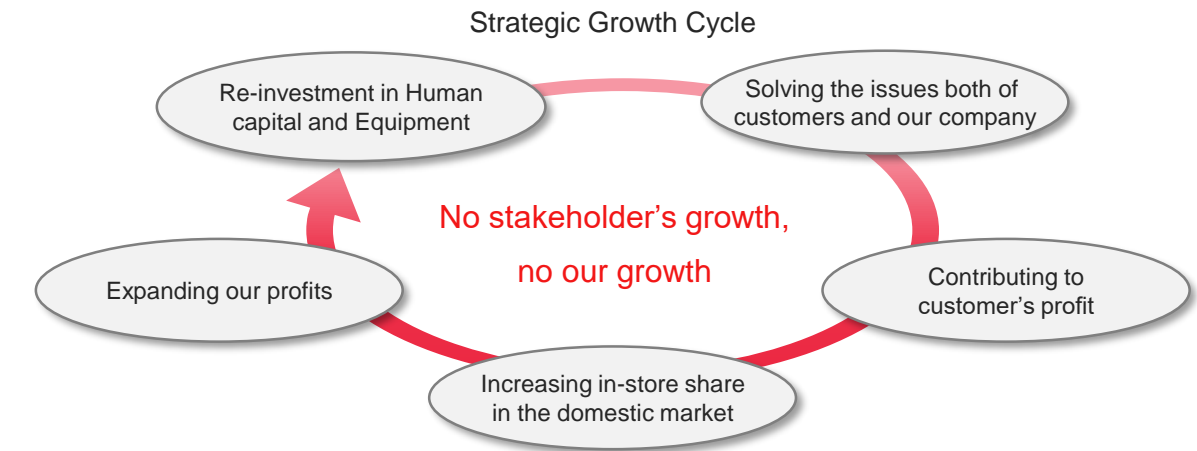 Strategic Growth Cycle
Re-investment in Human
capital and Equipment
Solving the issues both of
customers and our company
No stakeholder’s growth,
no our growth
Expanding our profits
Contributing to
customer’s profit
Increasing in-store share
in the domestic market